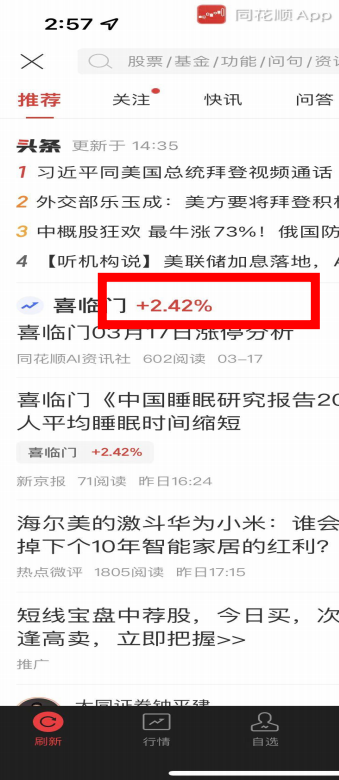 2:57
同花顺 App
股票/基金/功能/问句/资
推荐 关注 快讯 问答
头条 更新于 14:35
1 习近平同美国总统拜登视频通话
2 外交部乐玉成：美方要将拜登积
3 中概股狂欢 最牛涨73%！俄国防
4 【听机构说】美联储加息落地，A
喜临门 +2.42%
喜临门03月17日涨停分析
同花顺AI资讯社 602阅读 03-17
喜临门《中国睡眠研究报告20
人平均睡眠时间缩短
喜临门 +2.42%
新京报 71阅读 昨日16:24
海尔美的激斗华为小米：谁会
掉下个10年智能家居的红利？
热点微评 1805阅读 昨日17:15
短线宝盘中荐股，今日买，次
逢高卖，立即把握>>
推广
大同证券钟平建
刷新 行情 自选